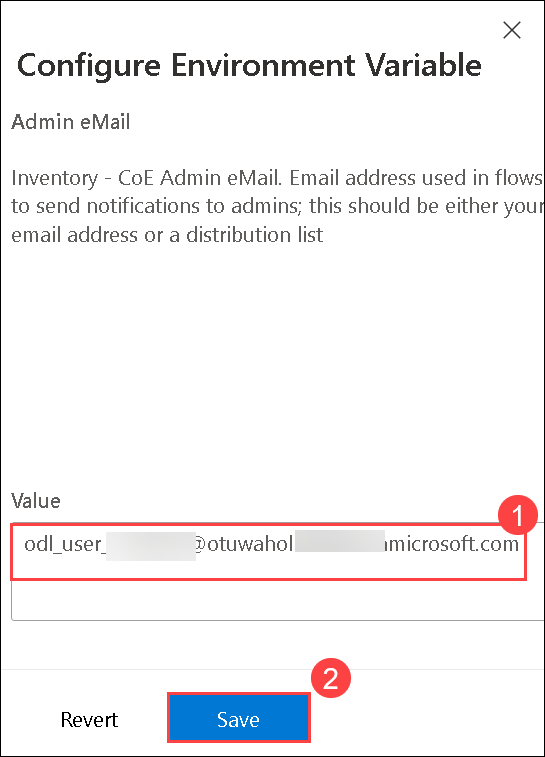 Configure Environment Variable
Admin eMail
Inventory - CoE Admin eMail. Email address used in flows
to send notifications to admins; this should be either your
email address or a distribution list
Value
1
odl_user_ @otuwahol microsoft.com
2
Revert
Save